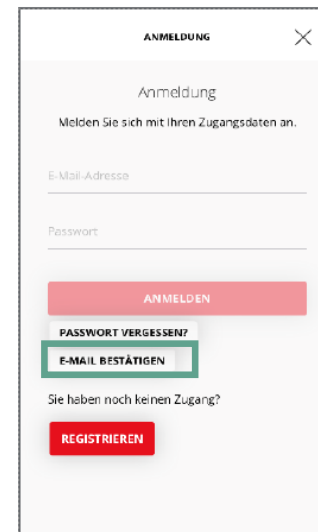 ANMELDUNG
Anmeldung
Melden Sie sich mit Ihren Zugangsdaten an.
E-Mail-Adresse
Passwort
ANMELDEN
PASSWORT VERGESSEN?
E-MAIL BESTÄTIGEN
Sie haben noch keinen Zugang?
REGISTRIEREN